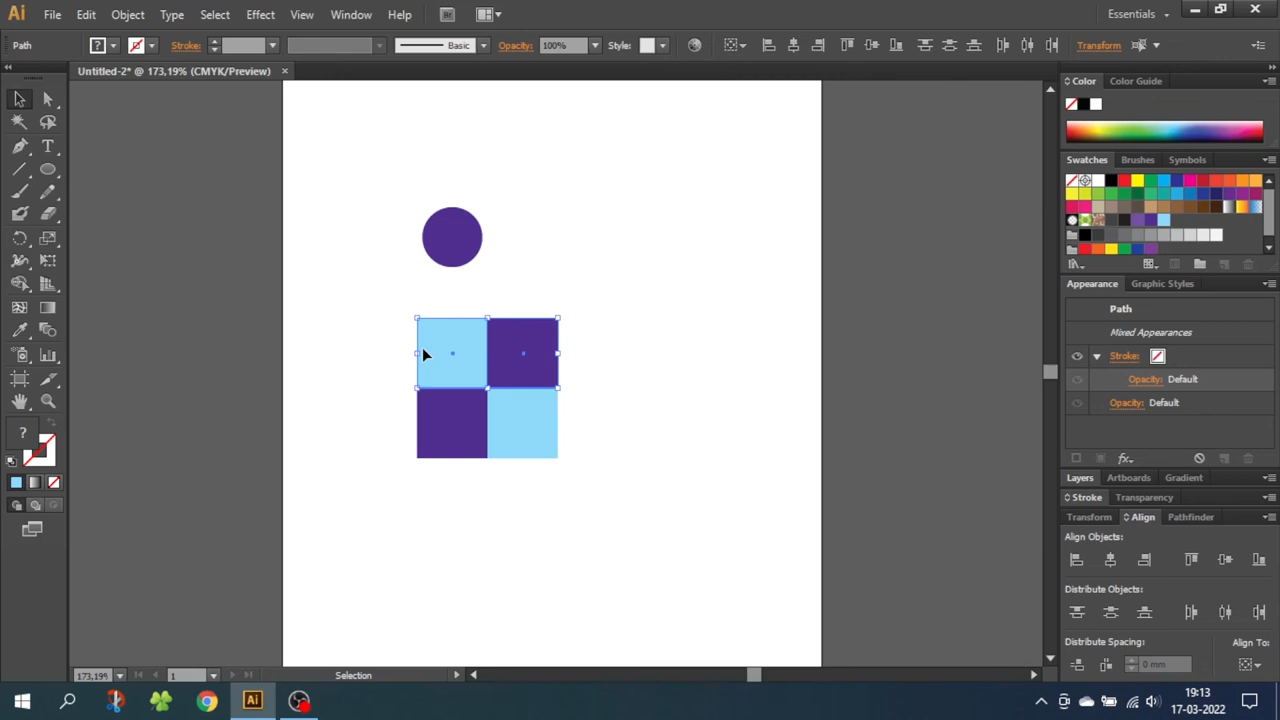 Ai File Edit Object Type Select Effect View Window Help Br Essentials
Path ? Stroke: Basic Opacity: 100% Style: Transform
Untitled-2* @ 173,19% (CMYK/Preview) ×
Color Color Guide
Swatches Brushes Symbols
Appearance Graphic Styles
Path
Mixed Appearances
Stroke:
Opacity: Default
Opacity: Default
fx
Layers Artboards Gradient
Stroke Transparency
Transform Align Pathfinder
Align Objects:
Distribute Objects:
Distribute Spacing: Align To:
0 mm
?
173,19% 1 Selection
Ai
19:13
17-03-2022